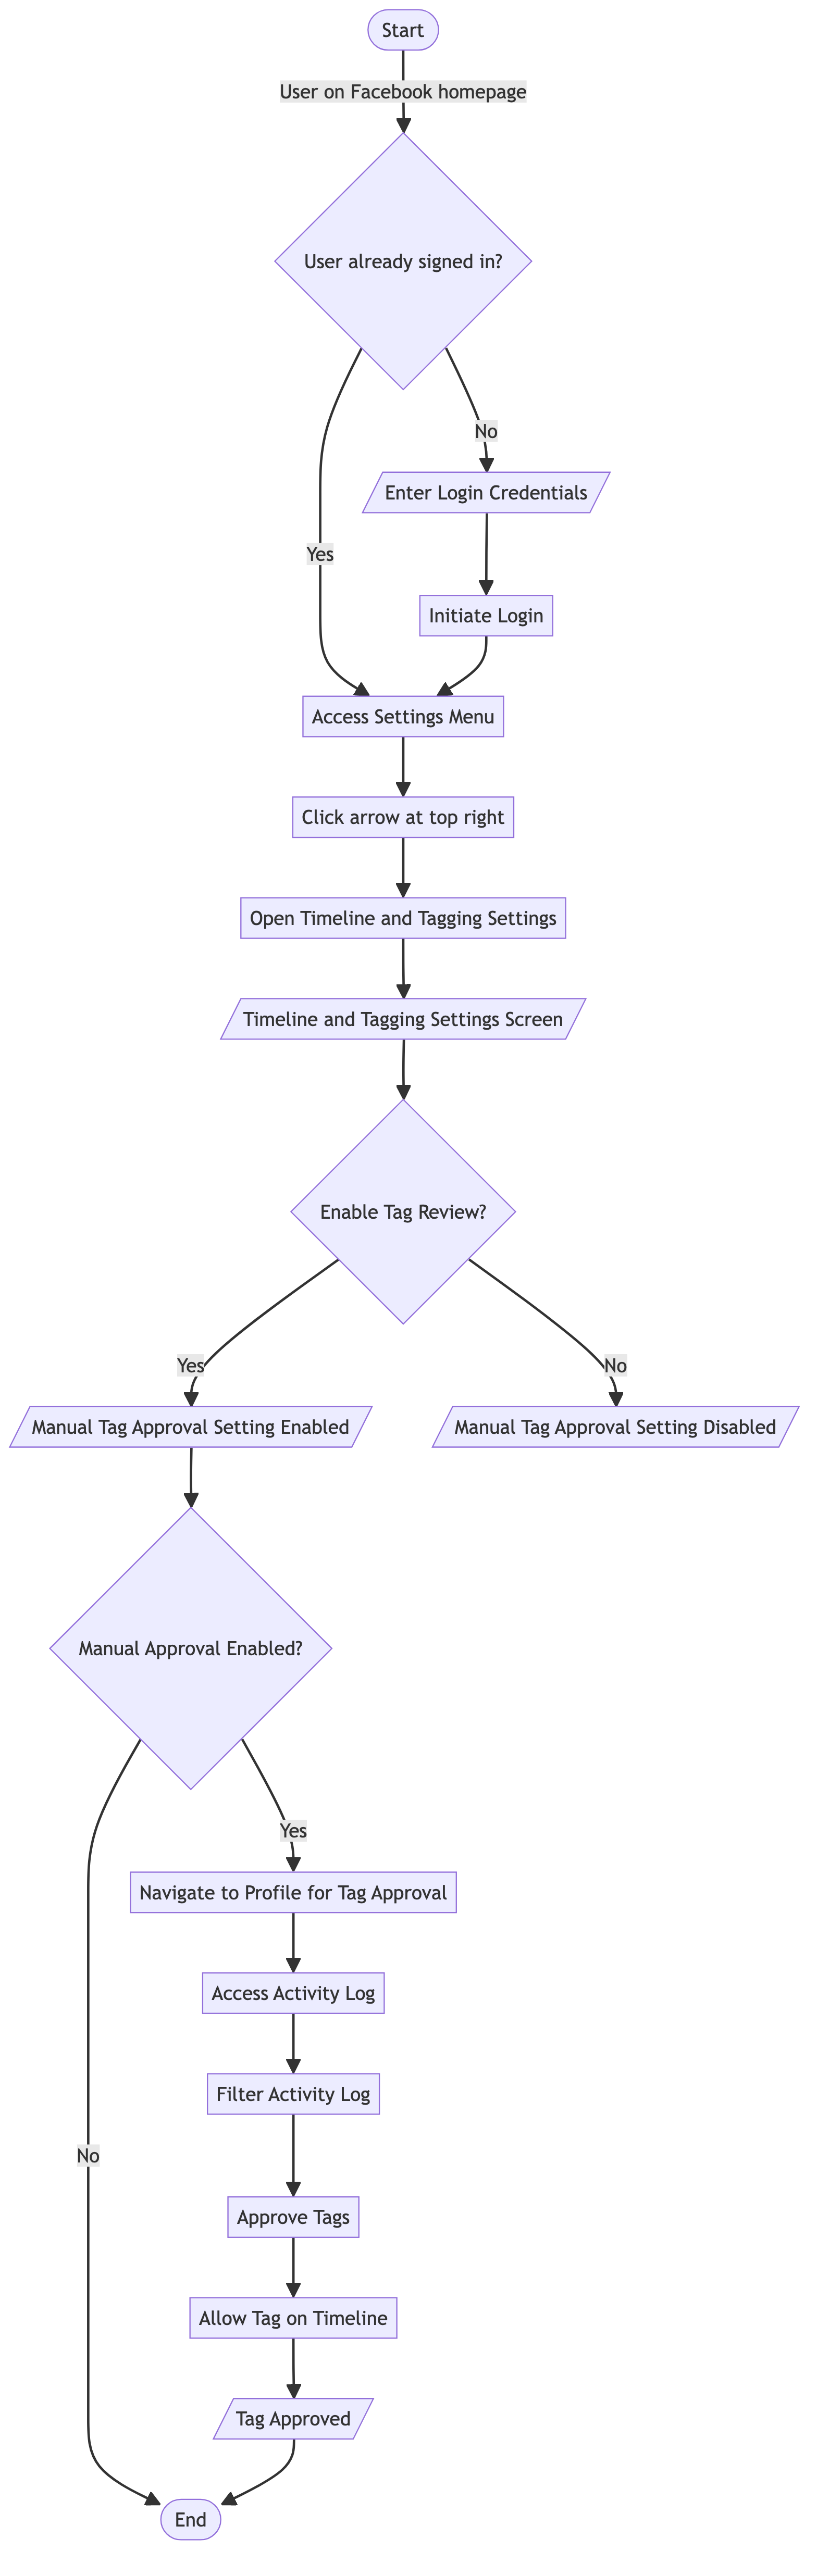 Start
User on Facebook homepage
User already signed in?
No
Enter Login Credentials
Yes
Initiate Login
Access Settings Menu
Click arrow at top right
Open Timeline and Tagging Settings
Timeline and Tagging Settings Screen
Enable Tag Review?
Yes
No
Manual Tag Approval Setting Enabled
Manual Tag Approval Setting Disabled
Manual Approval Enabled?
Yes
Navigate to Profile for Tag Approval
Access Activity Log
Filter Activity Log
No
Approve Tags
Allow Tag on Timeline
Tag Approved
End